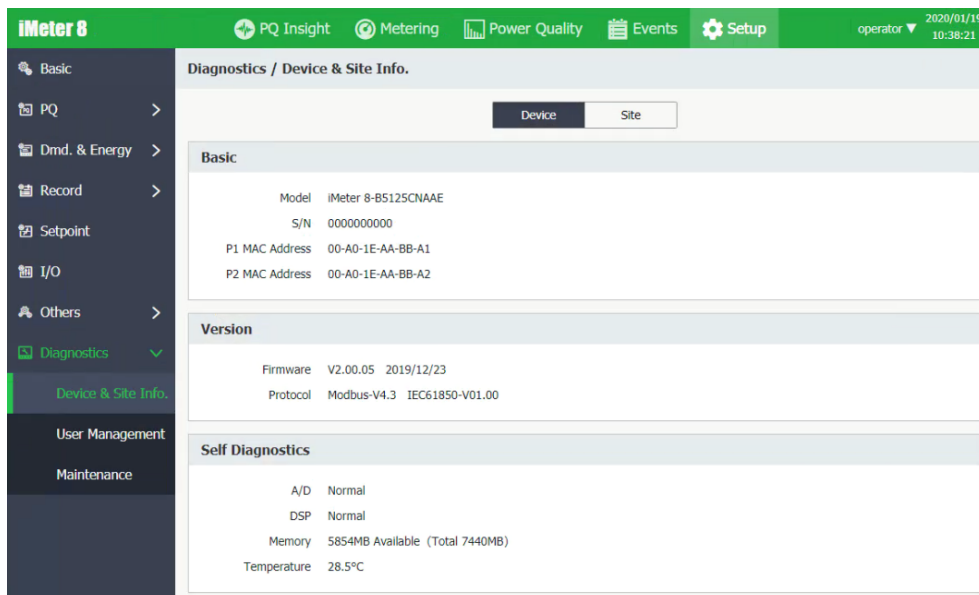 iMeter 8 PQ Insight Metering Power Quality Events Setup operator ▼ 2020/01/19
10:38:21
Basic
PQ
Dmd. & Energy
Record
Setpoint
I/O
Others
Diagnostics
Device & Site Info.
User Management
Maintenance
Diagnostics / Device & Site Info.
Device Site
Basic
Model iMeter 8-B5125CNAAE
S/N 0000000000
P1 MAC Address 00-A0-1E-AA-BB-A1
P2 MAC Address 00-A0-1E-AA-BB-A2
Version
Firmware V2.00.05 2019/12/23
Protocol Modbus-V4.3 IEC61850-V01.00
Self Diagnostics
A/D Normal
DSP Normal
Memory 5854MB Available (Total 7440MB)
Temperature 28.5°C